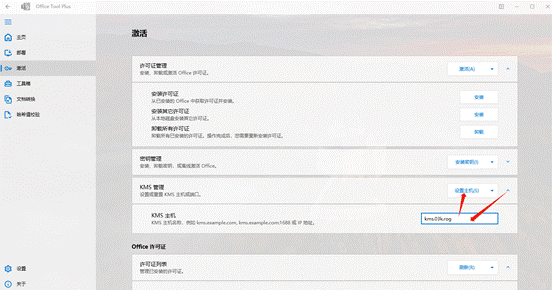 Office Tool Plus
主页
部署
激活
工具箱
文档转换
哈希值校验
设置
关于
激活
许可证管理
安装、卸载或激活 Office 许可证。
激活(A)
安装许可证
从已安装的 Office 中获取许可证并安装。
安装
安装其它许可证
从本地磁盘安装其它许可证。
安装
卸载所有许可证
卸载所有已安装的许可证。操作完成后，您需要重新安装许可证。
卸载
密钥管理
安装、卸载密钥，或离线激活 Office。
安装密钥(I)
KMS 管理
设置或重置 KMS 主机或端口。
设置主机(S)
KMS 主机
KMS 主机名称，例如 kms.example.com, kms.example.com:1688 或 IP 地址。
kms.03k.rog
Office 许可证
许可证列表
管理已安装的许可证。
刷新(R)